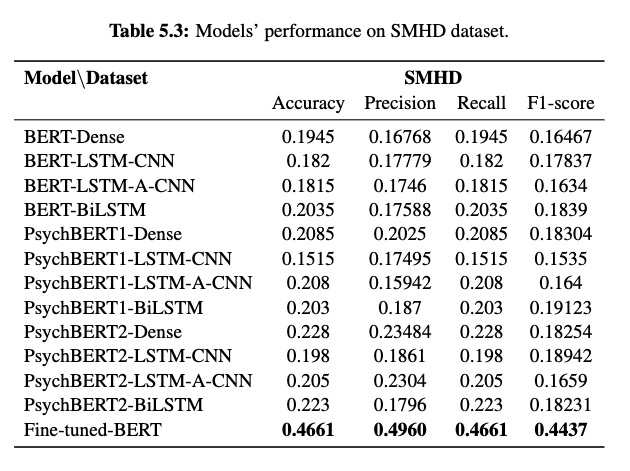 Table 5.3: Models' performance on SMHD dataset.
Model\Dataset SMHD
Accuracy Precision Recall F1-score
BERT-Dense 0.1945 0.16768 0.1945 0.16467
BERT-LSTM-CNN 0.182 0.17779 0.182 0.17837
BERT-LSTM-A-CNN 0.1815 0.1746 0.1815 0.1634
BERT-BiLSTM 0.2035 0.17588 0.2035 0.1839
PsychBERT1-Dense 0.2085 0.2025 0.2085 0.18304
PsychBERT1-LSTM-CNN 0.1515 0.17495 0.1515 0.1535
PsychBERT1-LSTM-A-CNN 0.208 0.15942 0.208 0.164
PsychBERT1-BiLSTM 0.203 0.187 0.203 0.19123
PsychBERT2-Dense 0.228 0.23484 0.228 0.18254
PsychBERT2-LSTM-CNN 0.198 0.1861 0.198 0.18942
PsychBERT2-LSTM-A-CNN 0.205 0.2304 0.205 0.1659
PsychBERT2-BiLSTM 0.223 0.1796 0.223 0.18231
Fine-tuned-BERT 0.4661 0.4960 0.4661 0.4437